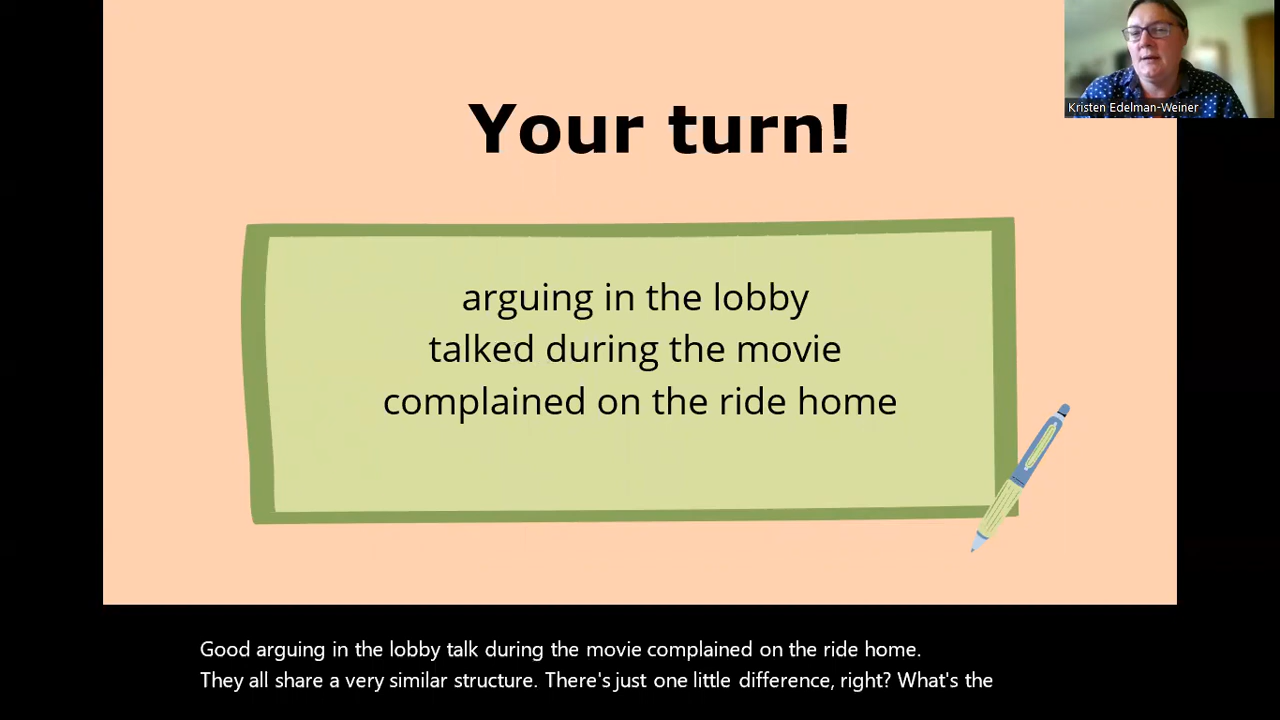 Kristen Edelman-Weiner
Your turn!
arguing in the lobby
talked during the movie
complained on the ride home
Good arguing in the lobby talk during the movie complained on the ride home.
They all share a very similar structure. There's just one little difference, right? What's the